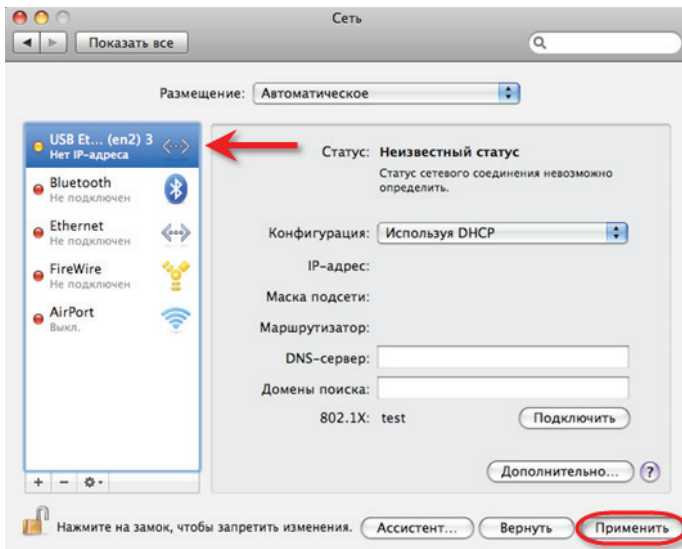 Сеть
Показать все
Размещение: Автоматическое
USB Et... (en2) 3
Нет IP-адреса
Bluetooth
Не подключен
Ethernet
Не подключен
FireWire
Не подключен
AirPort
Выкл.
Статус: Неизвестный статус
Статус сетевого соединения невозможно
определить.
Конфигурация: Используя DHCP
IP-адрес:
Маска подсети:
Маршрутизатор:
DNS-сервер:
Домены поиска:
802.1X: test Подключить
Дополнительно... ?
Нажмите на замок, чтобы запретить изменения. Ассистент... Вернуть Применить